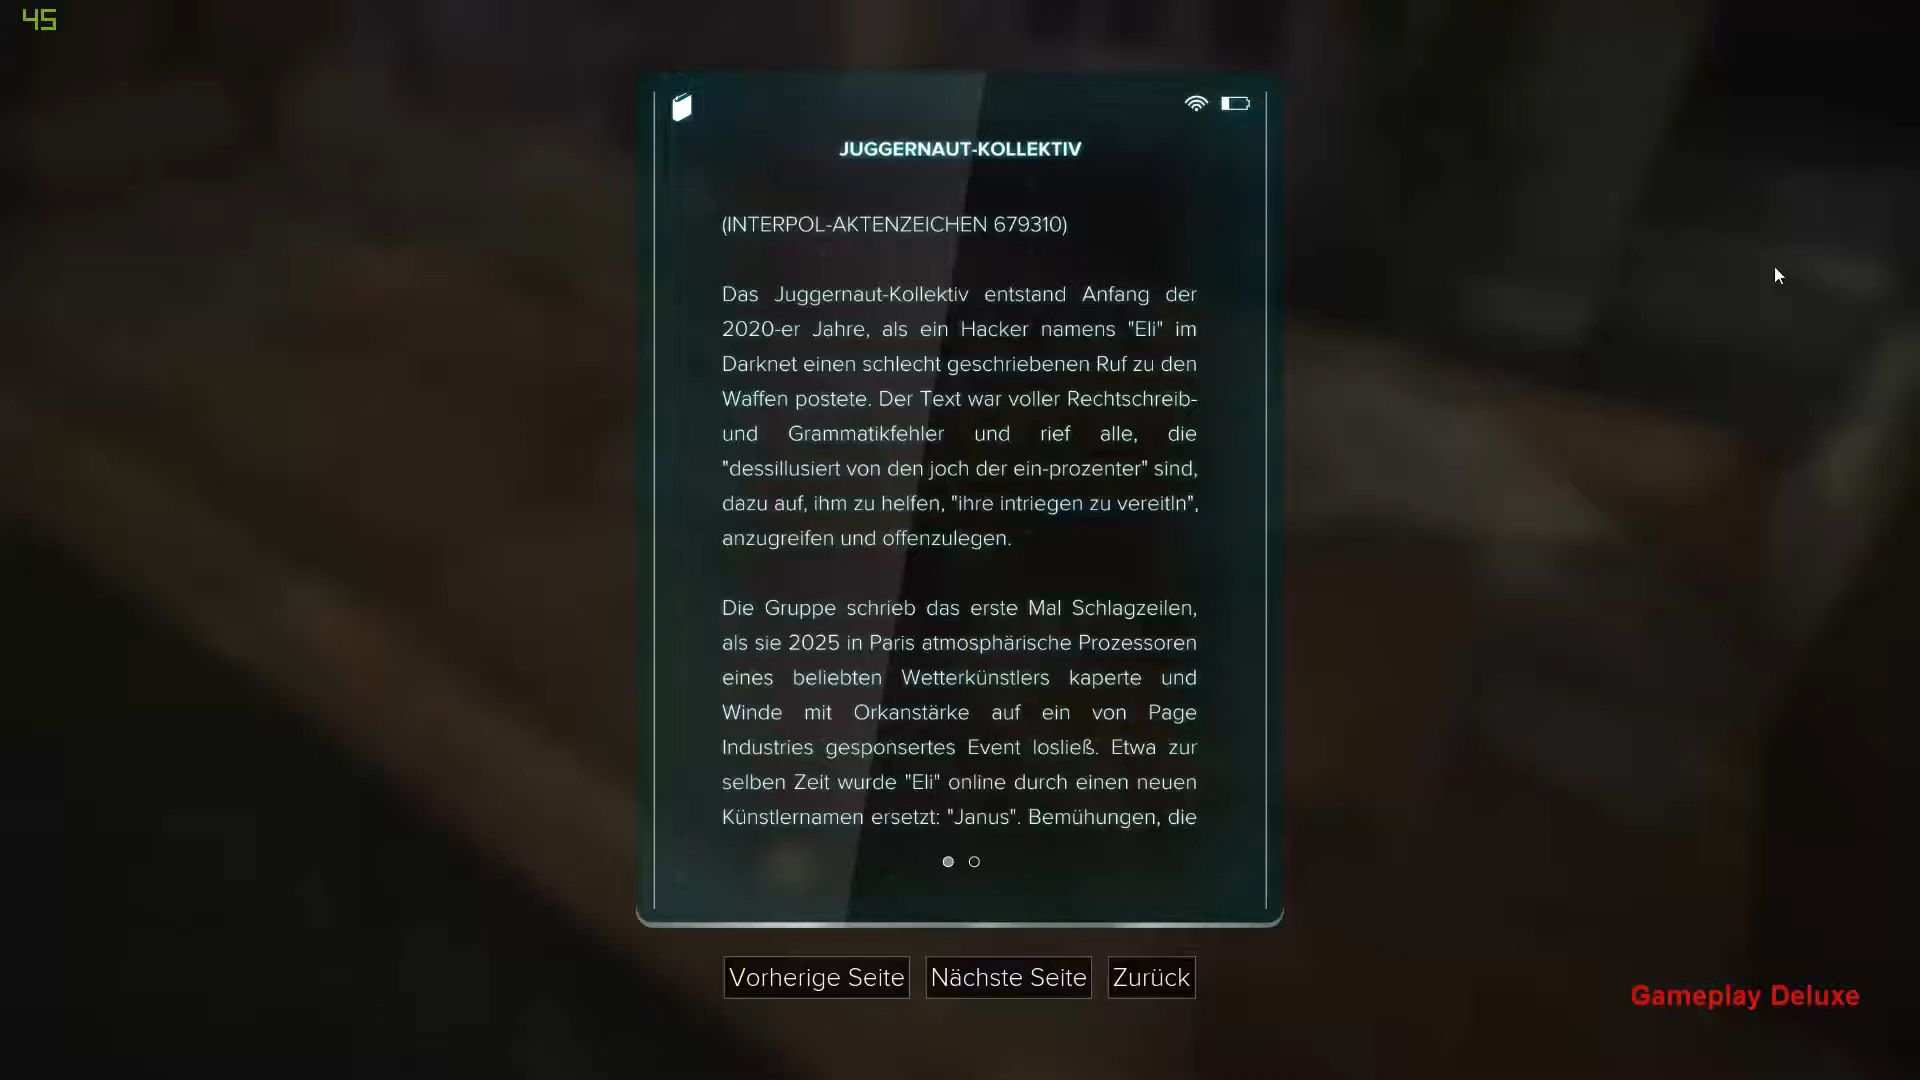 45
JUGGERNAUT-KOLLEKTIV
(INTERPOL-AKTENZEICHEN 679310)
Das Juggernaut-Kollektiv entstand Anfang der
2020-er Jahre, als ein Hacker namens "Eli" im
Darknet einen schlecht geschriebenen Ruf zu den
Waffen postete. Der Text war voller Rechtschreib-
und Grammatikfehler und rief alle, die
"dessillusiert von den joch der ein-prozenter" sind,
dazu auf, ihm zu helfen, "ihre intriegen zu vereitln",
anzugreifen und offenzulegen.
Die Gruppe schrieb das erste Mal Schlagzeilen,
als sie 2025 in Paris atmosphärische Prozessoren
eines beliebten Wetterkünstlers kaperte und
Winde mit Orkanstärke auf ein von Page
Industries gesponsertes Event losließ. Etwa zur
selben Zeit wurde "Eli" online durch einen neuen
Künstlernamen ersetzt: "Janus". Bemühungen, die
Vorherige Seite Nächste Seite Zurück
Gameplay Deluxe